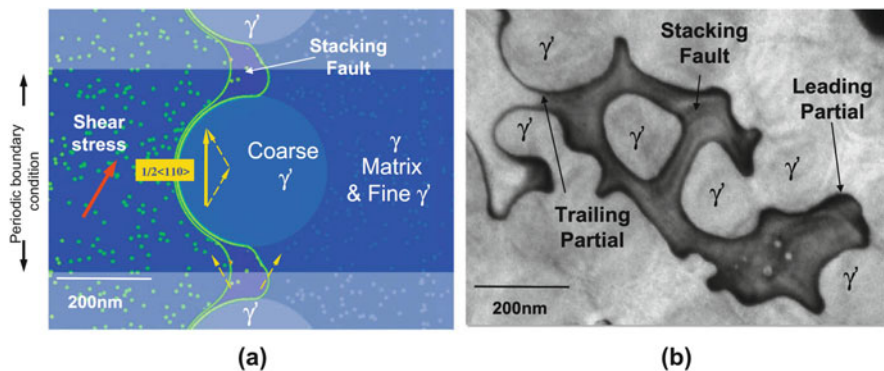 γ'
Stacking
Fault
Shear
stress
Periodic boundary
condition
1/2<110>
Coarse
γ'
γ
Matrix
& Fine γ'
200nm
γ'
(a)
γ'
Stacking
Fault
Leading
Partial
γ'
γ'
γ'
γ'
Trailing
Partial
γ'
200nm
(b)